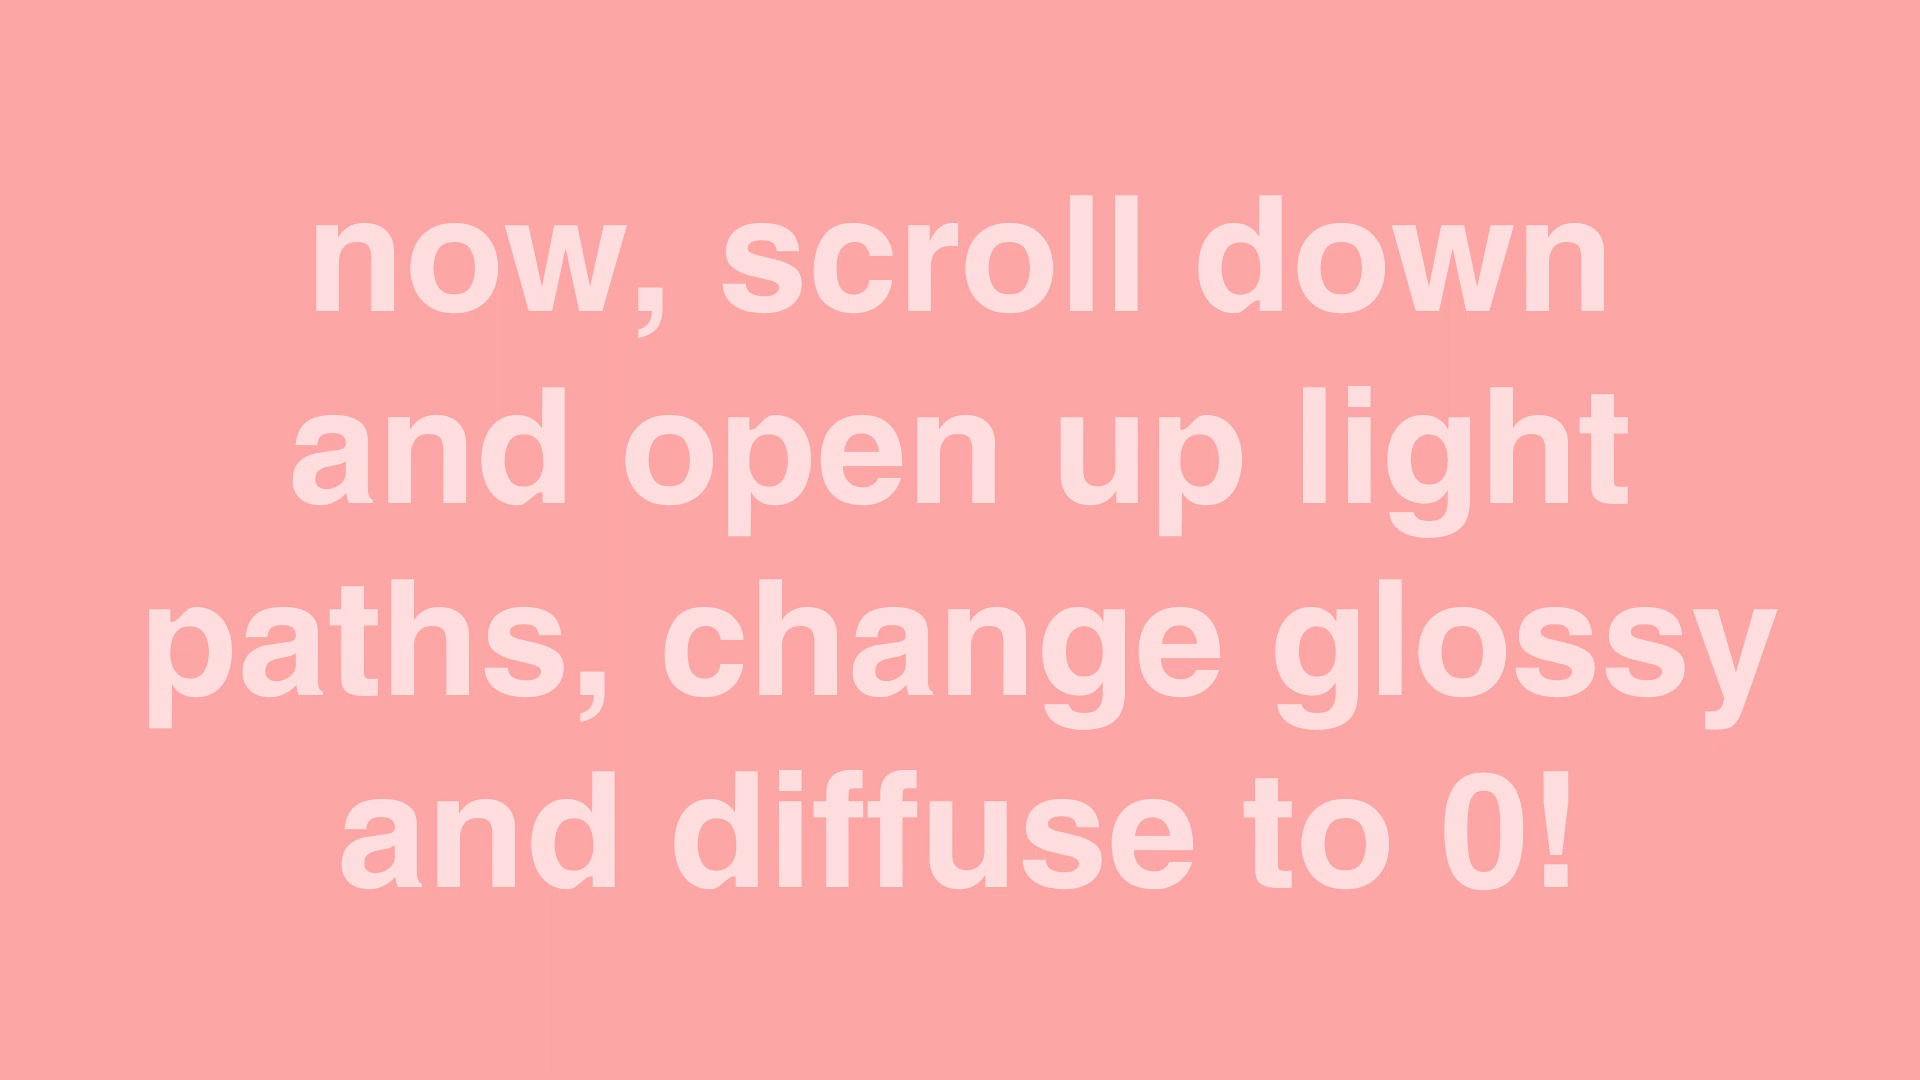 now, scroll down
and open up light
paths, change glossy
and diffuse to 0!